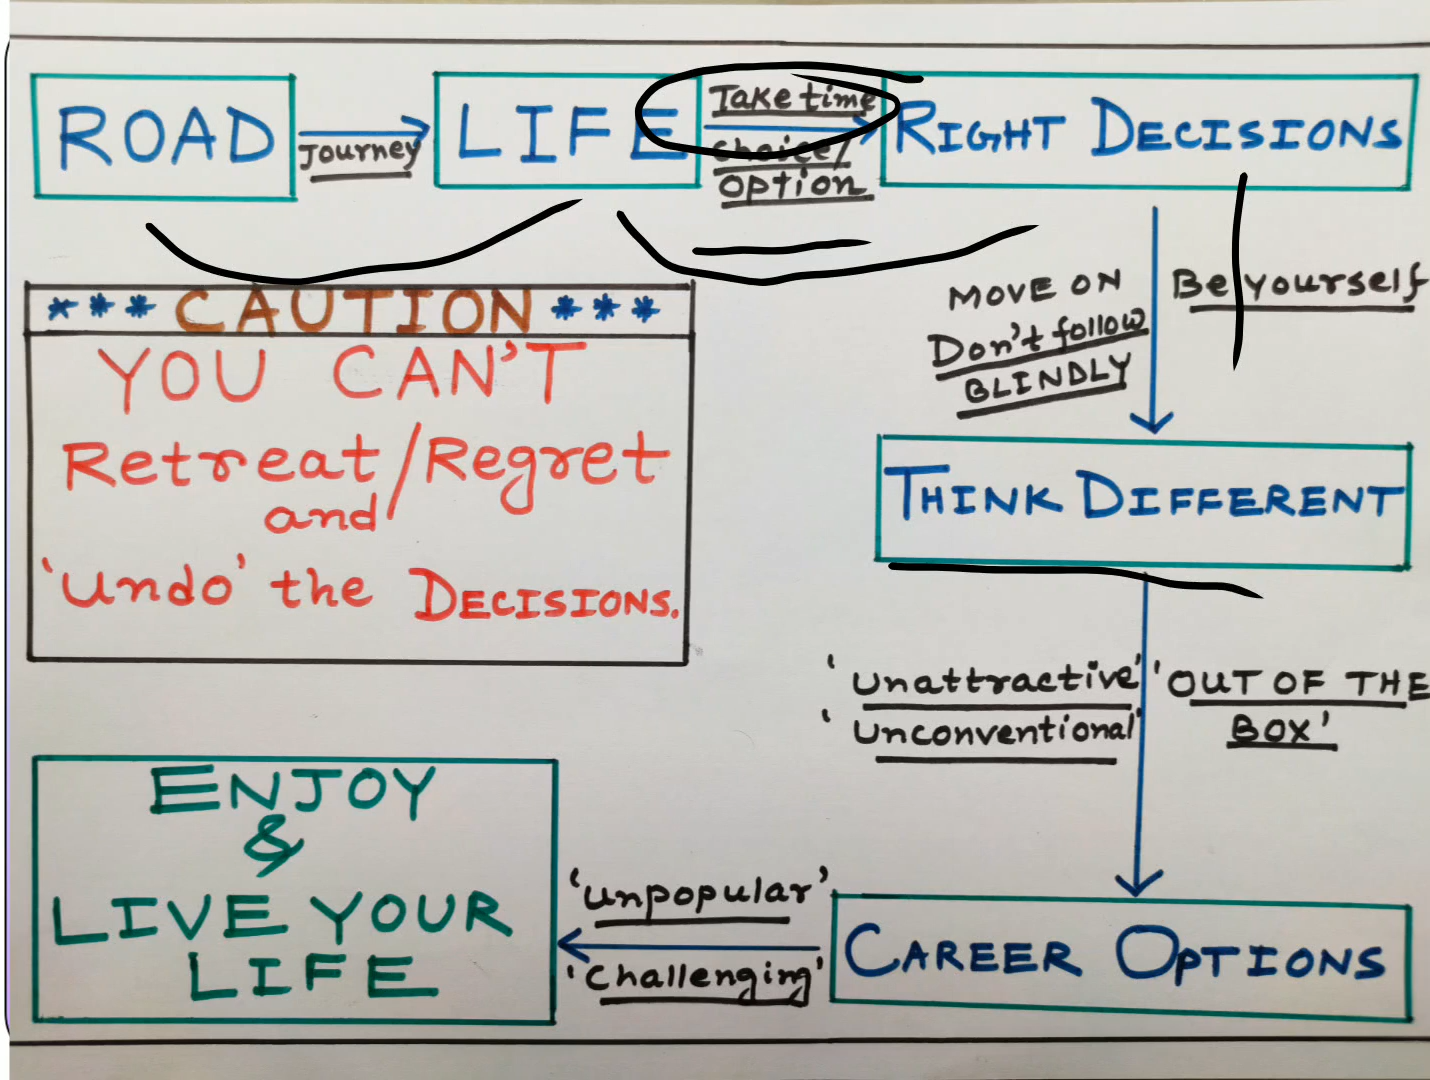 ROAD
Journey
LIFE
Take time
choice/
option
RIGHT DECISIONS
MOVE ON
Don't follow
BLINDLY
Be yourself
*** CAUTION ***
YOU CAN'T
Retreat/Regret
and
'Undo' the DECISIONS.
THINK DIFFERENT
'Unattractive'
'Unconventional'
'OUT OF THE
BOX'
CAREER OPTIONS
'Unpopular'
'Challenging'
ENJOY
&
LIVE YOUR
LIFE